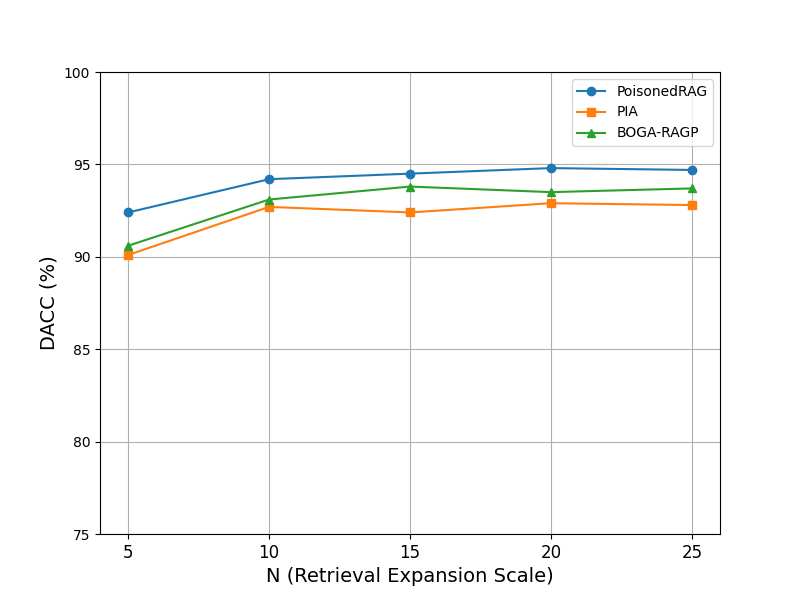 100
95
90
85
80
75
DACC (%)
PoisonedRAG
PIA
BOGA-RAGP
5 10 15 20 25
N (Retrieval Expansion Scale)